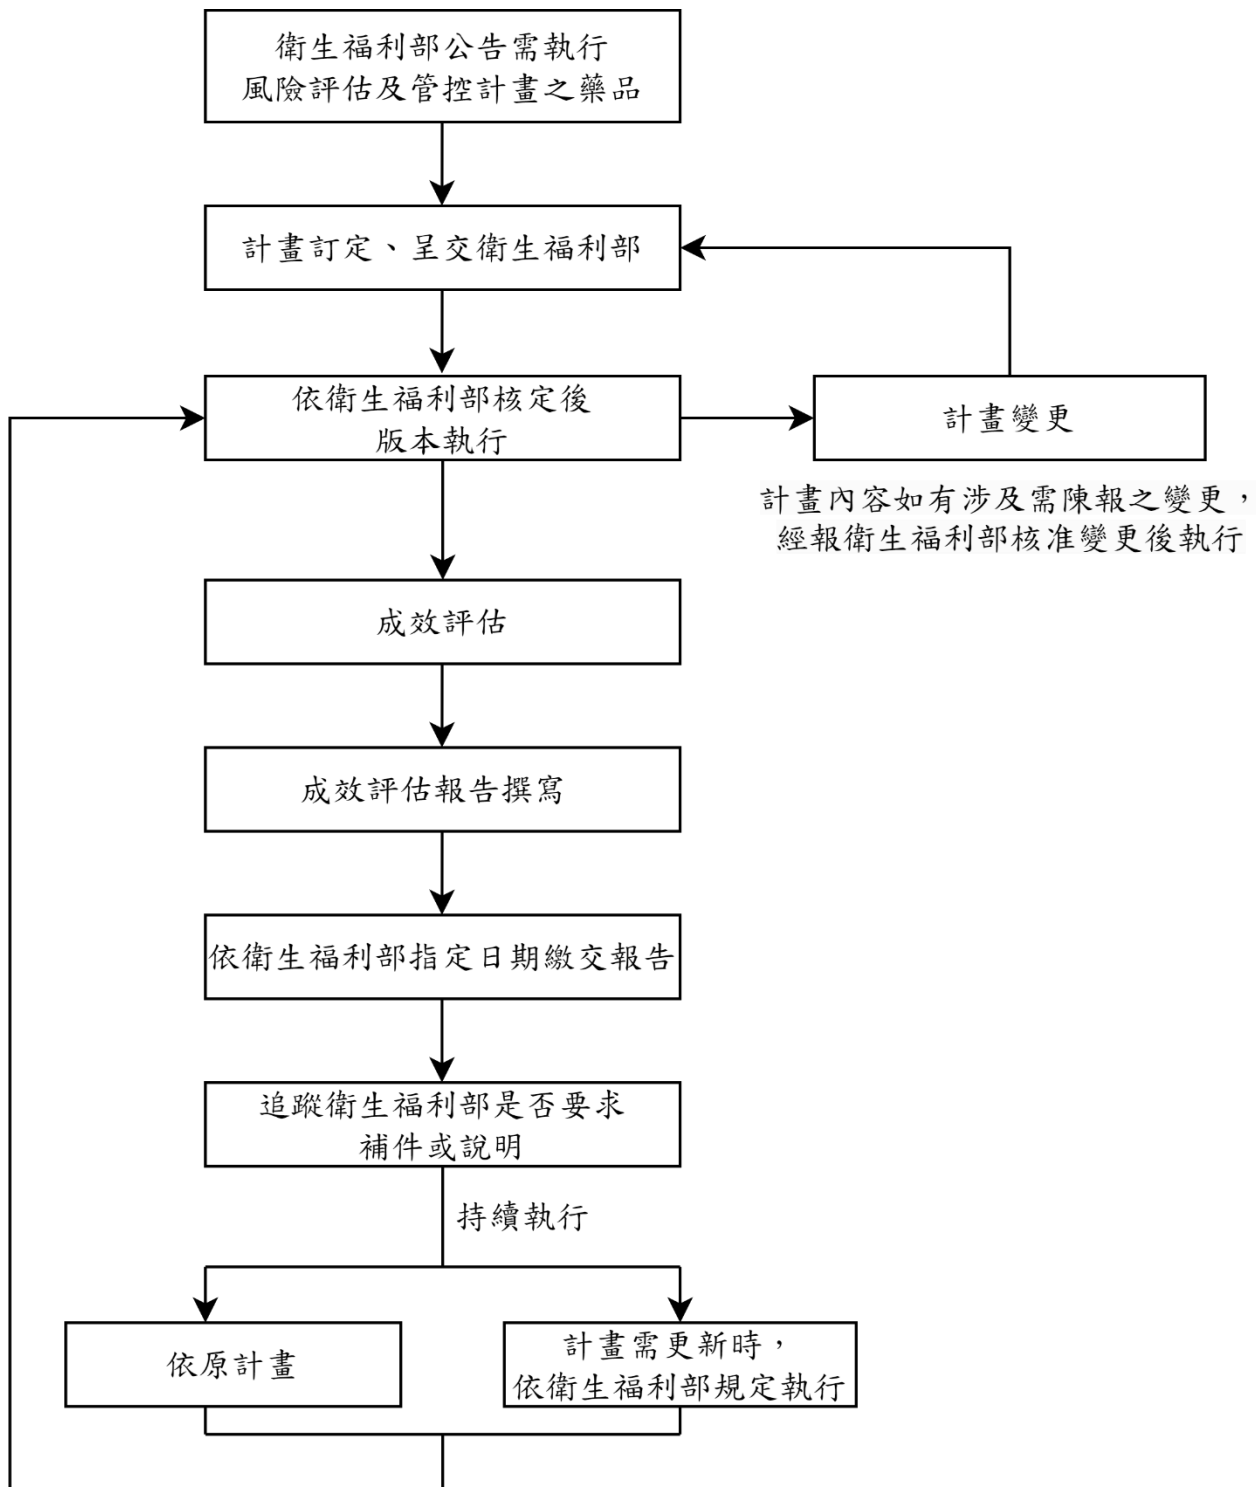 衛生福利部公告需執行
風險評估及管控計畫之藥品
計畫訂定、呈交衛生福利部
依衛生福利部核定後
版本執行
計畫變更
計畫內容如有涉及需陳報之變更，
經報衛生福利部核准變更後執行
成效評估
成效評估報告撰寫
依衛生福利部指定日期繳交報告
追蹤衛生福利部是否要求
補件或說明
持續執行
依原計畫
計畫需更新時，
依衛生福利部規定執行